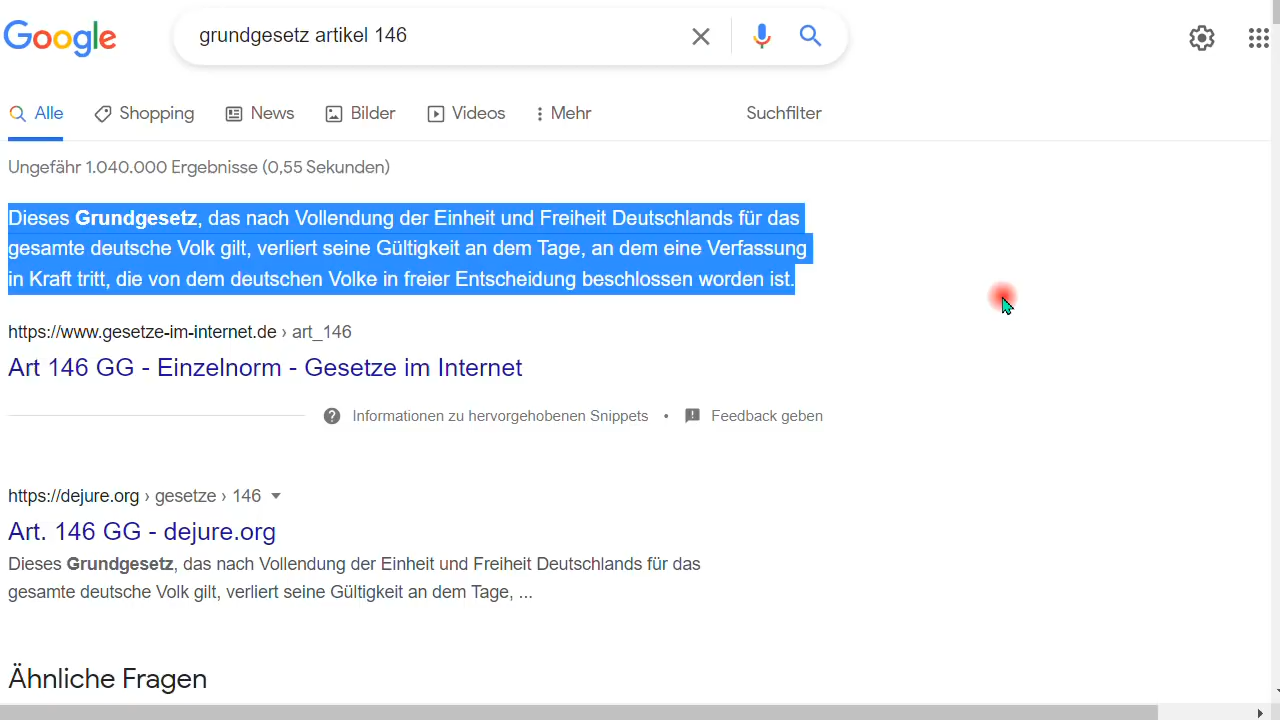 Google
grundgesetz artikel 146
Alle Shopping News Bilder Videos Mehr Suchfilter
Ungefähr 1.040.000 Ergebnisse (0,55 Sekunden)
Dieses Grundgesetz, das nach Vollendung der Einheit und Freiheit Deutschlands für das
gesamte deutsche Volk gilt, verliert seine Gültigkeit an dem Tage, an dem eine Verfassung
in Kraft tritt, die von dem deutschen Volke in freier Entscheidung beschlossen worden ist.
https://www.gesetze-im-internet.de › art_146
Art 146 GG - Einzelnorm - Gesetze im Internet
Informationen zu hervorgehobenen Snippets • Feedback geben
https://dejure.org › gesetze › 146
Art. 146 GG - dejure.org
Dieses Grundgesetz, das nach Vollendung der Einheit und Freiheit Deutschlands für das
gesamte deutsche Volk gilt, verliert seine Gültigkeit an dem Tage, ...
Ähnliche Fragen